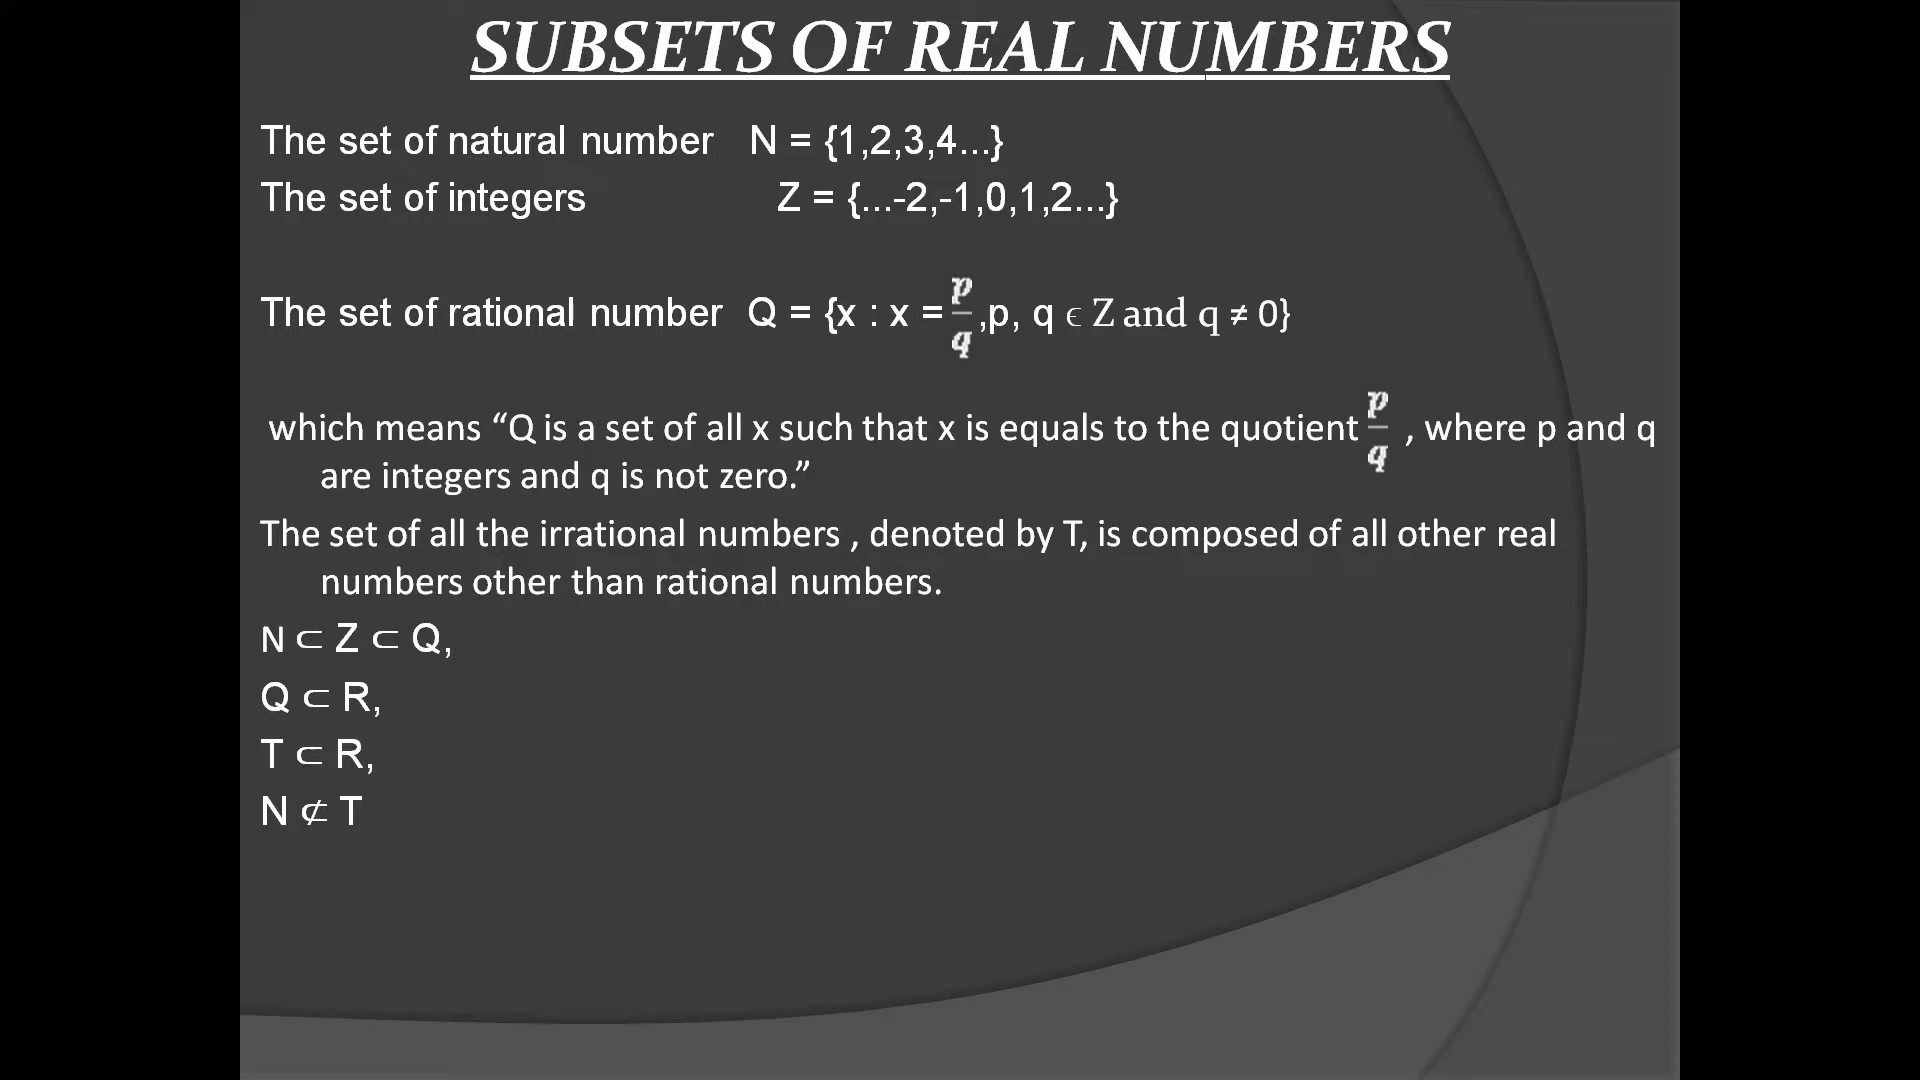 SUBSETS OF REAL NUMBERS
The set of natural number N = {1,2,3,4...}
The set of integers Z = {...-2,-1,0,1,2...}
The set of rational number Q = {x : x = p/q ,p, q ϵ Z and q ≠ 0}
which means “Q is a set of all x such that x is equals to the quotient p/q , where p and q
are integers and q is not zero.”
The set of all the irrational numbers , denoted by T, is composed of all other real
numbers other than rational numbers.
N ⊂ Z ⊂ Q,
Q ⊂ R,
T ⊂ R,
N ⊄ T